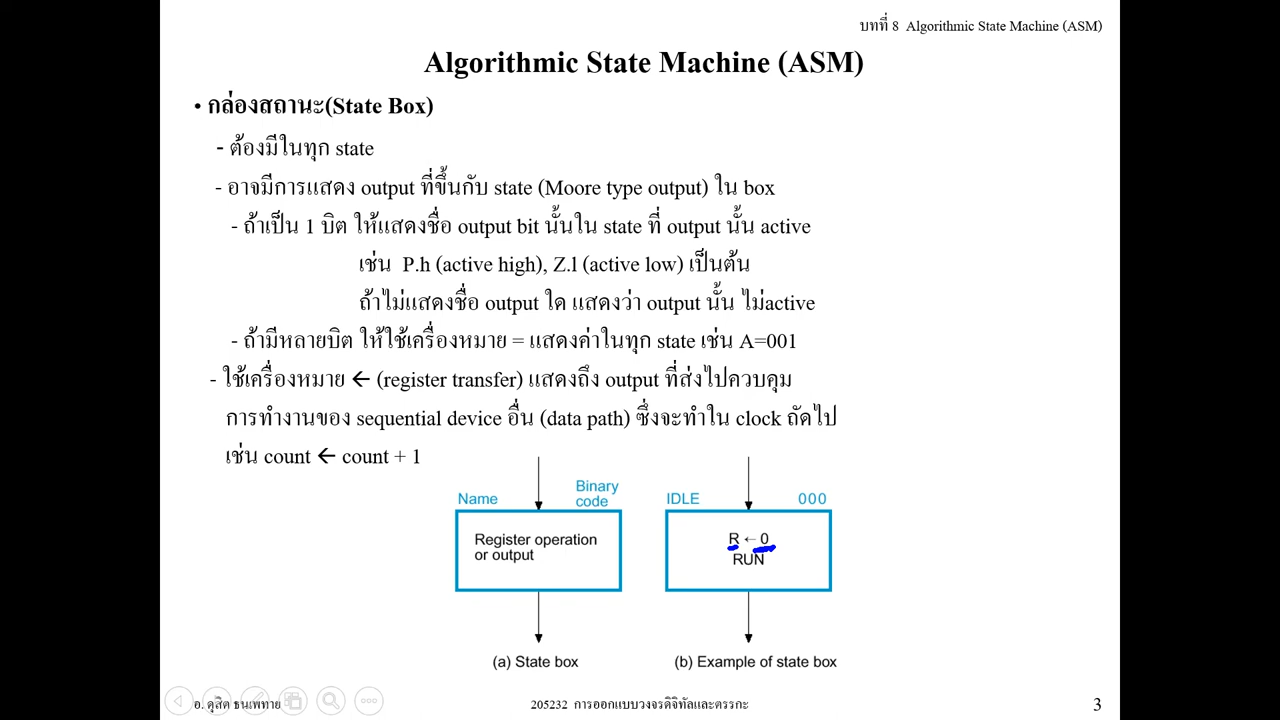 บทที่ 8 Algorithmic State Machine (ASM)
Algorithmic State Machine (ASM)
• กล่องสถานะ(State Box)
- ต้องมีในทุก state
- อาจมีการแสดง output ที่ขึ้นกับ state (Moore type output) ใน box
- ถ้าเป็น 1 บิต ให้แสดงชื่อ output bit นั้นใน state ที่ output นั้น active
เช่น P.h (active high), Z.l (active low) เป็นต้น
ถ้าไม่แสดงชื่อ output ใด แสดงว่า output นั้น ไม่active
- ถ้ามีหลายบิต ให้ใช้เครื่องหมาย = แสดงค่าในทุก state เช่น A=001
- ใช้เครื่องหมาย ← (register transfer) แสดงถึง output ที่ส่งไปควบคุม
การทำงานของ sequential device อื่น (data path) ซึ่งจะทำใน clock ถัดไป
เช่น count ← count + 1
Name
Binary
code
Register operation
or output
(a) State box
IDLE
000
R ← 0
RUN
(b) Example of state box
อ. ดุสิต ธนเพทาย
205232 การออกแบบวงจรดิจิทัลและตรรกะ
3